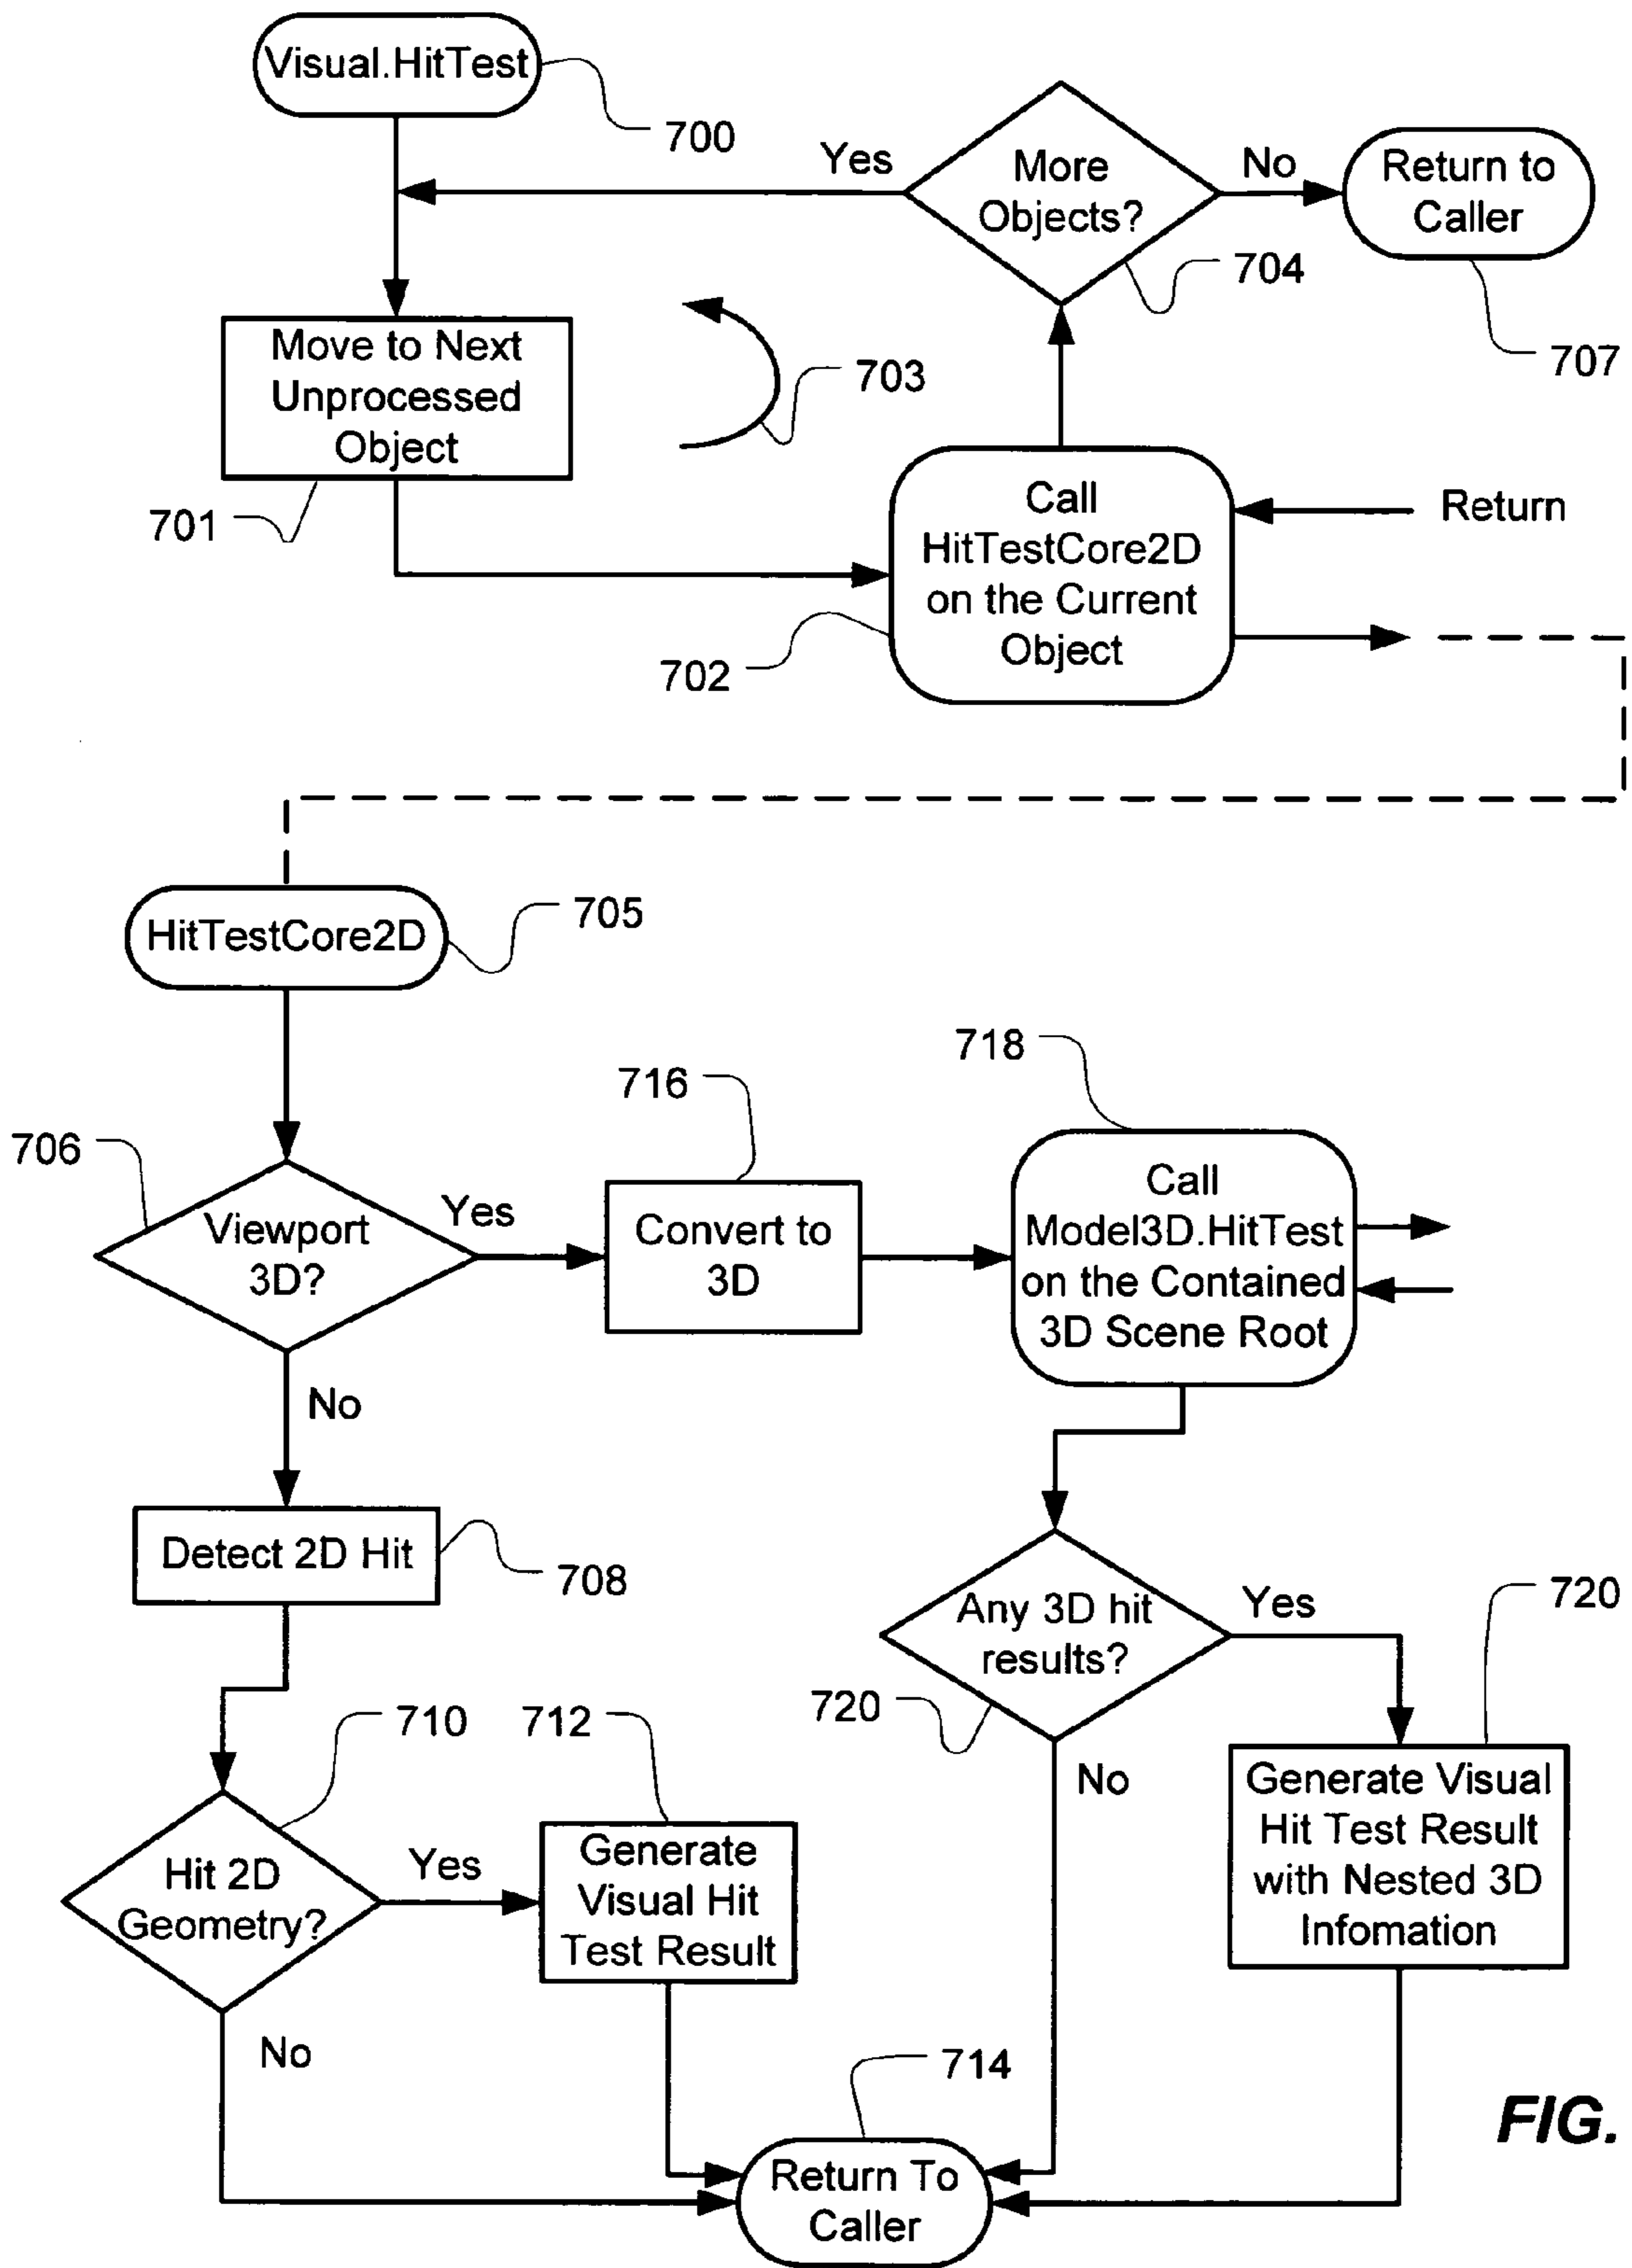 Visual.HitTest
700
Yes
More
Objects?
No
Return to
Caller
704
707
Move to Next
Unprocessed
Object
701
703
Call
HitTestCore2D
on the Current
Object
Return
702
HitTestCore2D
705
718
716
706
Viewport
3D?
Yes
Convert to
3D
Call
Model3D.HitTest
on the Contained
3D Scene Root
No
Detect 2D Hit
708
Any 3D hit
results?
Yes
720
720
No
710
712
Hit 2D
Geometry?
Yes
Generate
Visual Hit
Test Result
Generate Visual
Hit Test Result
with Nested 3D
Infomation
No
714
Return To
Caller
FIG.